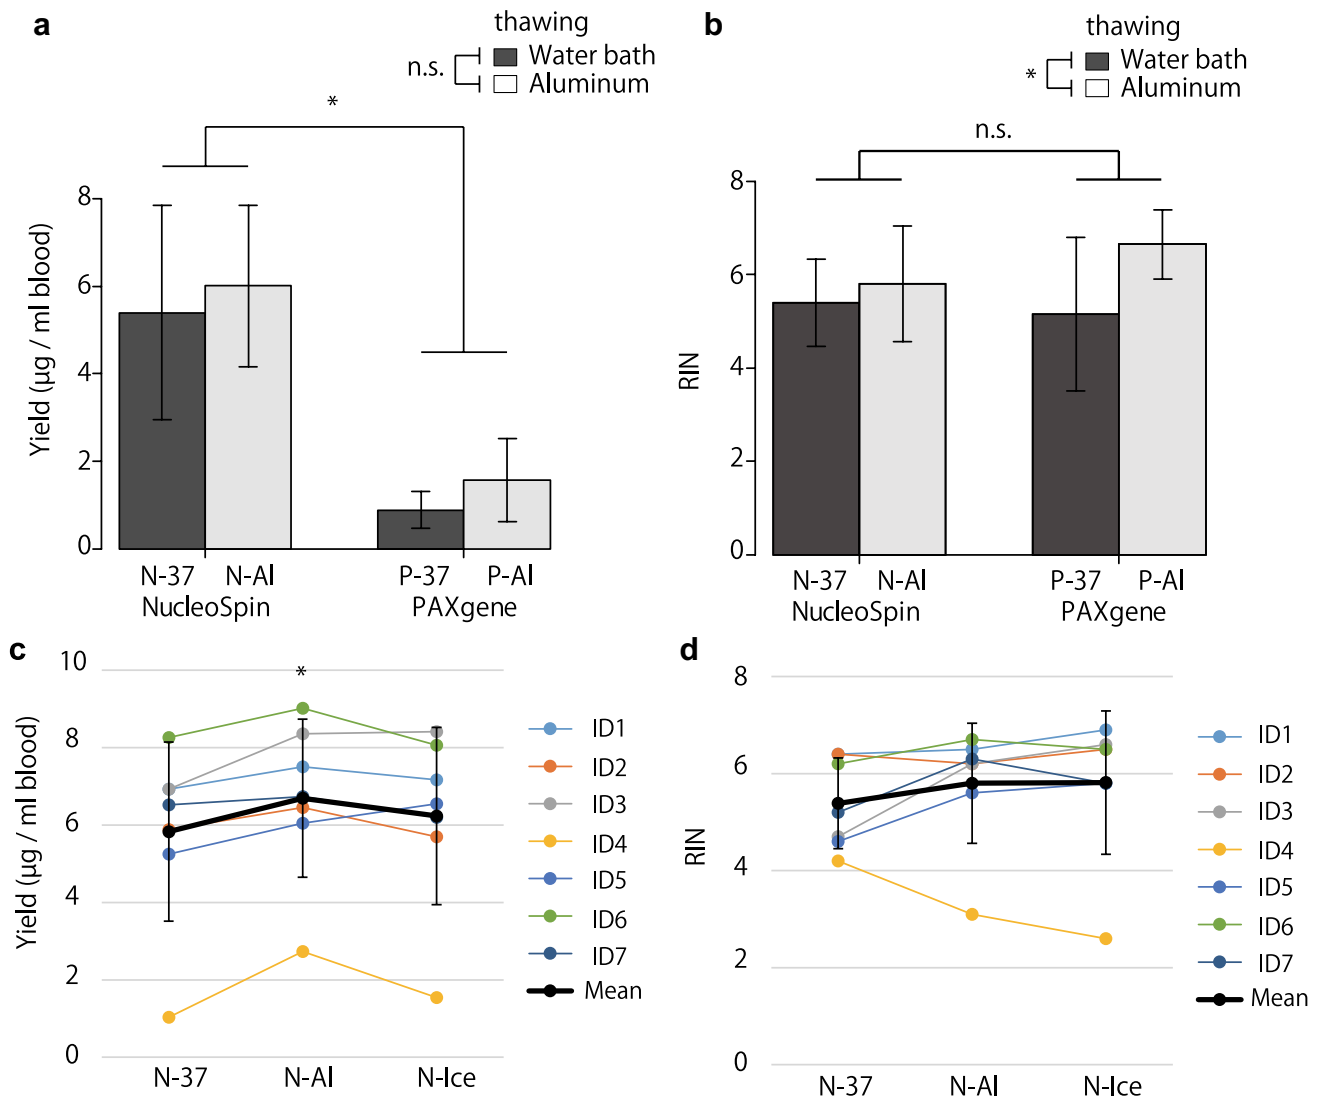 a
thawing
n.s.
Water bath
Aluminum
*
8
6
4
2
0
Yield (µg / ml blood)
N-37 N-Al P-37 P-Al
NucleoSpin PAXgene
b
thawing
*
Water bath
Aluminum
n.s.
8
6
4
2
0
RIN
N-37 N-Al P-37 P-Al
NucleoSpin PAXgene
c
*
10
8
6
4
2
0
Yield (µg / ml blood)
N-37 N-Al N-Ice
ID1
ID2
ID3
ID4
ID5
ID6
ID7
Mean
d
8
6
4
2
0
RIN
N-37 N-Al N-Ice
ID1
ID2
ID3
ID4
ID5
ID6
ID7
Mean